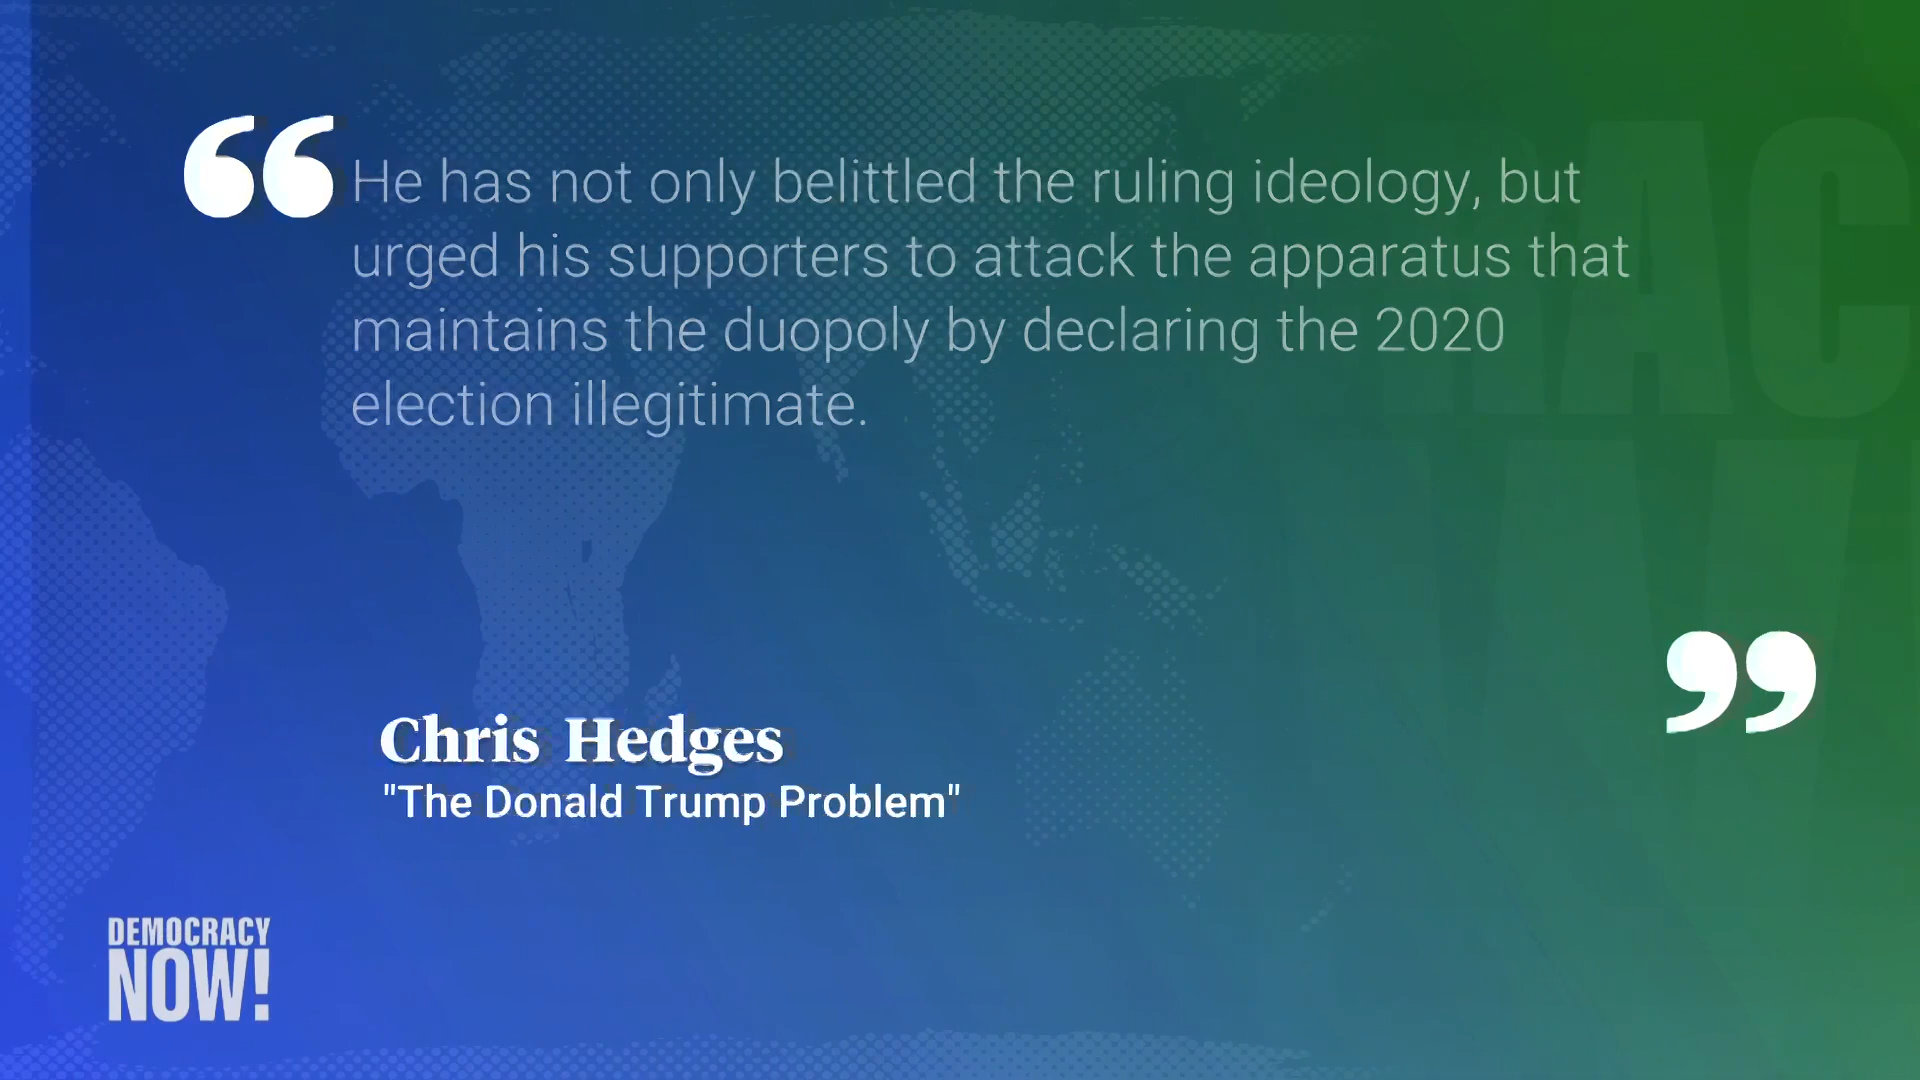 He has not only belittled the ruling ideology, but
urged his supporters to attack the apparatus that
maintains the duopoly by declaring the 2020
election illegitimate.
Chris Hedges
"The Donald Trump Problem"
DEMOCRACY
NOW!